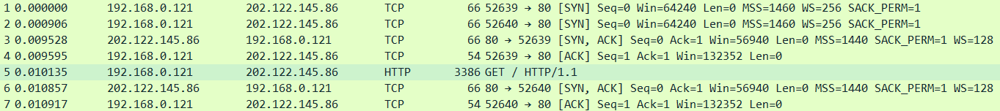 1 0.000000 192.168.0.121 202.122.145.86 TCP 66 52639 → 80 [SYN] Seq=0 Win=64240 Len=0 MSS=1460 WS=256 SACK_PERM=1
2 0.000906 192.168.0.121 202.122.145.86 TCP 66 52640 → 80 [SYN] Seq=0 Win=64240 Len=0 MSS=1460 WS=256 SACK_PERM=1
3 0.009528 202.122.145.86 192.168.0.121 TCP 66 80 → 52639 [SYN, ACK] Seq=0 Ack=1 Win=56940 Len=0 MSS=1440 SACK_PERM=1 WS=128
4 0.009595 192.168.0.121 202.122.145.86 TCP 54 52639 → 80 [ACK] Seq=1 Ack=1 Win=132352 Len=0
5 0.010135 192.168.0.121 202.122.145.86 HTTP 3386 GET / HTTP/1.1
6 0.010857 202.122.145.86 192.168.0.121 TCP 66 80 → 52640 [SYN, ACK] Seq=0 Ack=1 Win=56940 Len=0 MSS=1440 SACK_PERM=1 WS=128
7 0.010917 192.168.0.121 202.122.145.86 TCP 54 52640 → 80 [ACK] Seq=1 Ack=1 Win=132352 Len=0